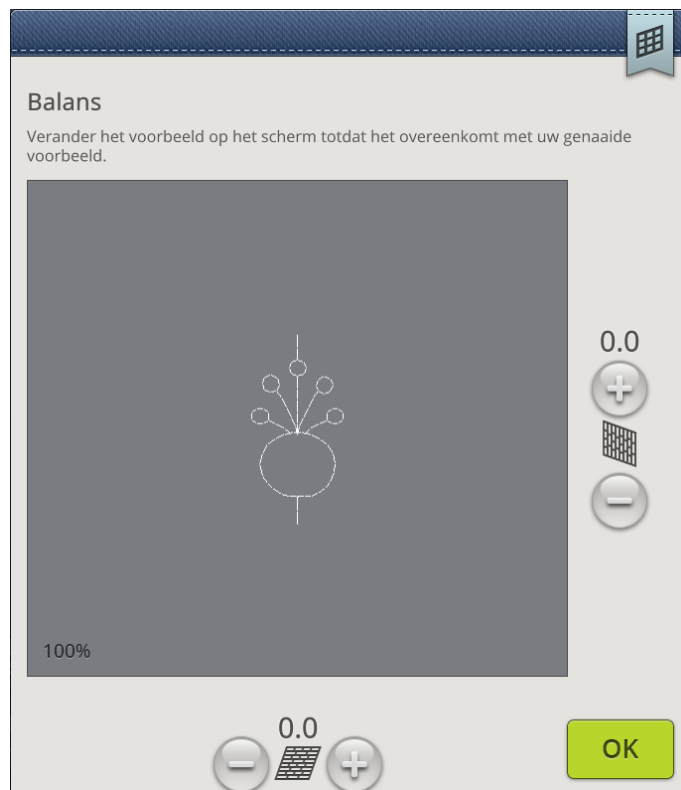 Balans
Verander het voorbeeld op het scherm totdat het overeenkomt met uw genaaide
voorbeeld.
0.0
100%
0.0
OK